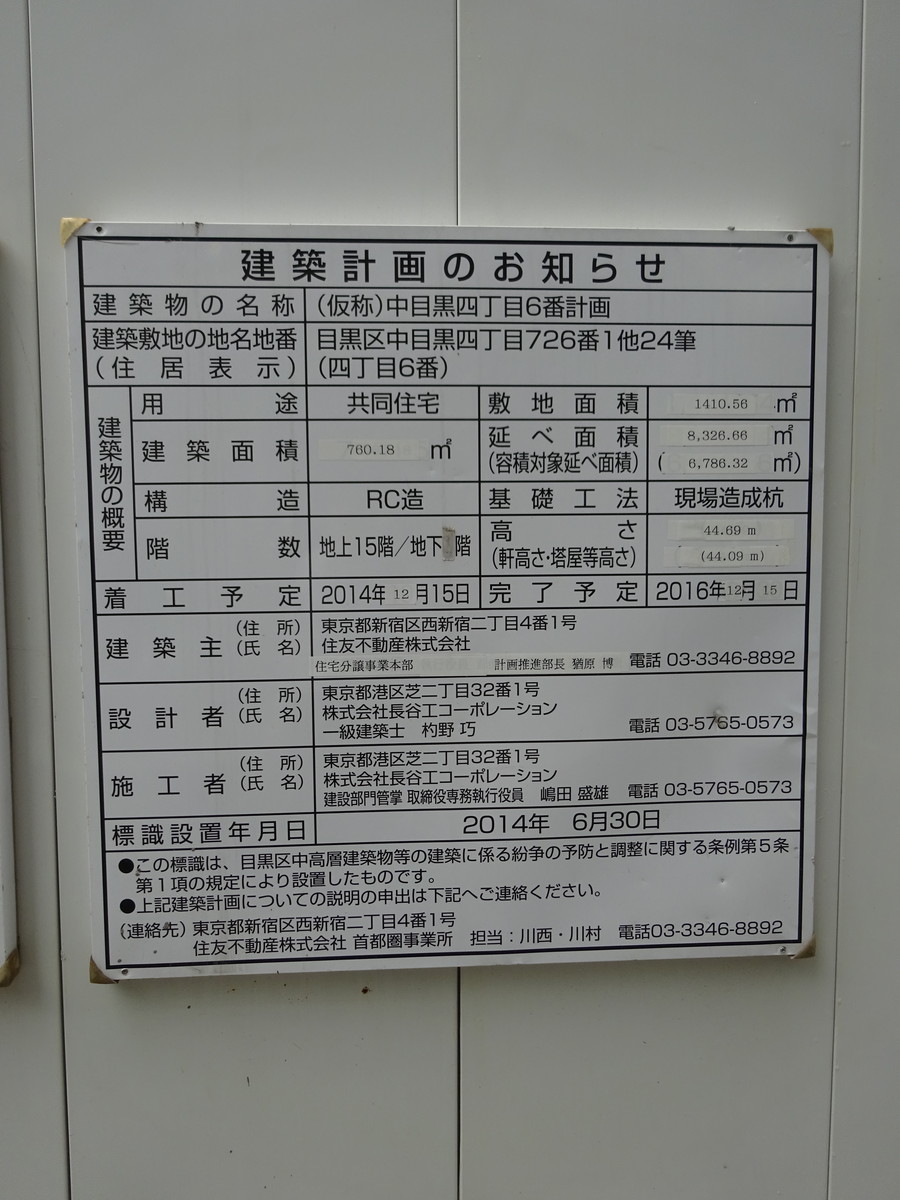 建築計画のお知らせ
建築物の名称 (仮称)中目黒四丁目6番計画
建築敷地の地名地番 目黒区中目黒四丁目726番1他24筆
(住居表示) (四丁目6番)
建築物の概要
用途 共同住宅 敷地面積 1410.56 ㎡
建築面積 760.18 ㎡ 延べ面積 8,326.66 ㎡
(容積対象延べ面積) (6,786.32 ㎡)
構造 RC造 基礎工法 現場造成杭
階数 地上15階/地下 階 高さ 44.69 m
(軒高さ・塔屋等高さ) (44.09 m)
着工予定 2014年12月15日 完了予定 2016年12月15日
建築主 (住所) 東京都新宿区西新宿二丁目4番1号
(氏名) 住友不動産株式会社
住宅分譲事業本部 計画推進部長 猶原 博 電話 03-3346-8892
設計者 (住所) 東京都港区芝二丁目32番1号
(氏名) 株式会社長谷工コーポレーション
一級建築士 杓野 巧 電話 03-5765-0573
施工者 (住所) 東京都港区芝二丁目32番1号
(氏名) 株式会社長谷工コーポレーション
建設部門管掌 取締役専務執行役員 嶋田 盛雄 電話 03-5765-0573
標識設置年月日 2014年 6月30日
●この標識は、目黒区中高層建築物等の建築に係る紛争の予防と調整に関する条例第5条
第1項の規定により設置したものです。
●上記建築計画についての説明の申出は下記へご連絡ください。
(連絡先) 東京都新宿区西新宿二丁目4番1号
住友不動産株式会社 首都圏事業所 担当：川西・川村 電話03-3346-8892